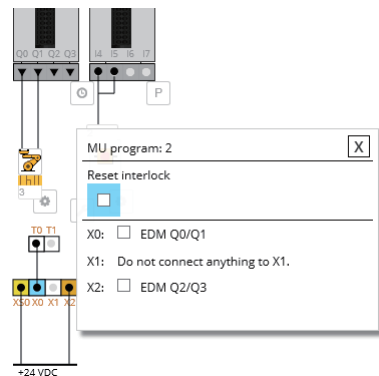 Q0 Q1 Q2 Q3 I4 I5 I6 I7
P
MU program: 2 X
Reset interlock
3
T0 T1
X0: EDM Q0/Q1
X1: Do not connect anything to X1.
X2: EDM Q2/Q3
XS0 X0 X1 X2
+24 VDC